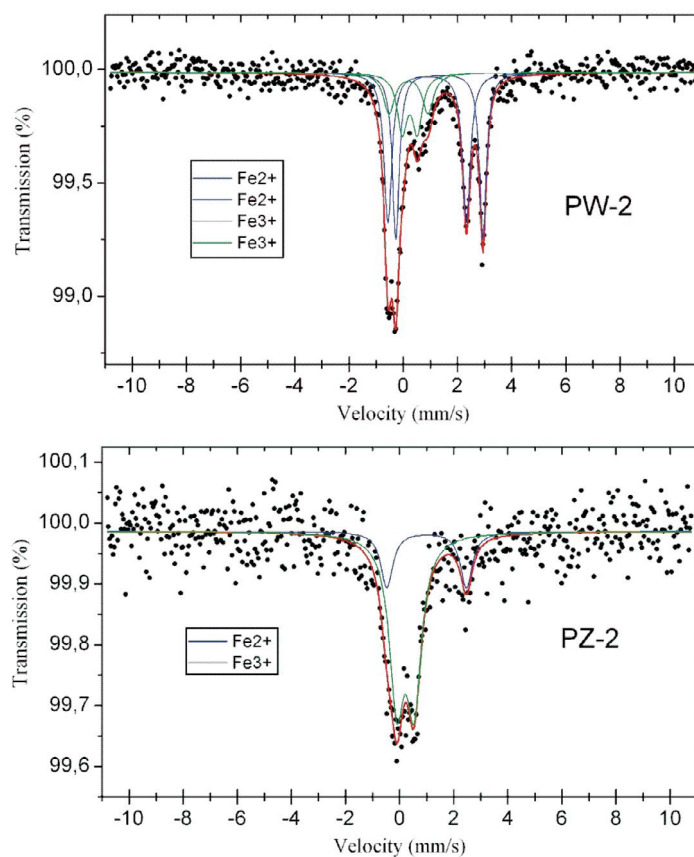 100,0
99,5
99,0
Transmission (%)
Fe2+
Fe2+
Fe3+
Fe3+
PW-2
-10 -8 -6 -4 -2 0 2 4 6 8 10
Velocity (mm/s)
100,1
100,0
99,9
99,8
99,7
99,6
Transmission (%)
Fe2+
Fe3+
PZ-2
-10 -8 -6 -4 -2 0 2 4 6 8 10
Velocity (mm/s)